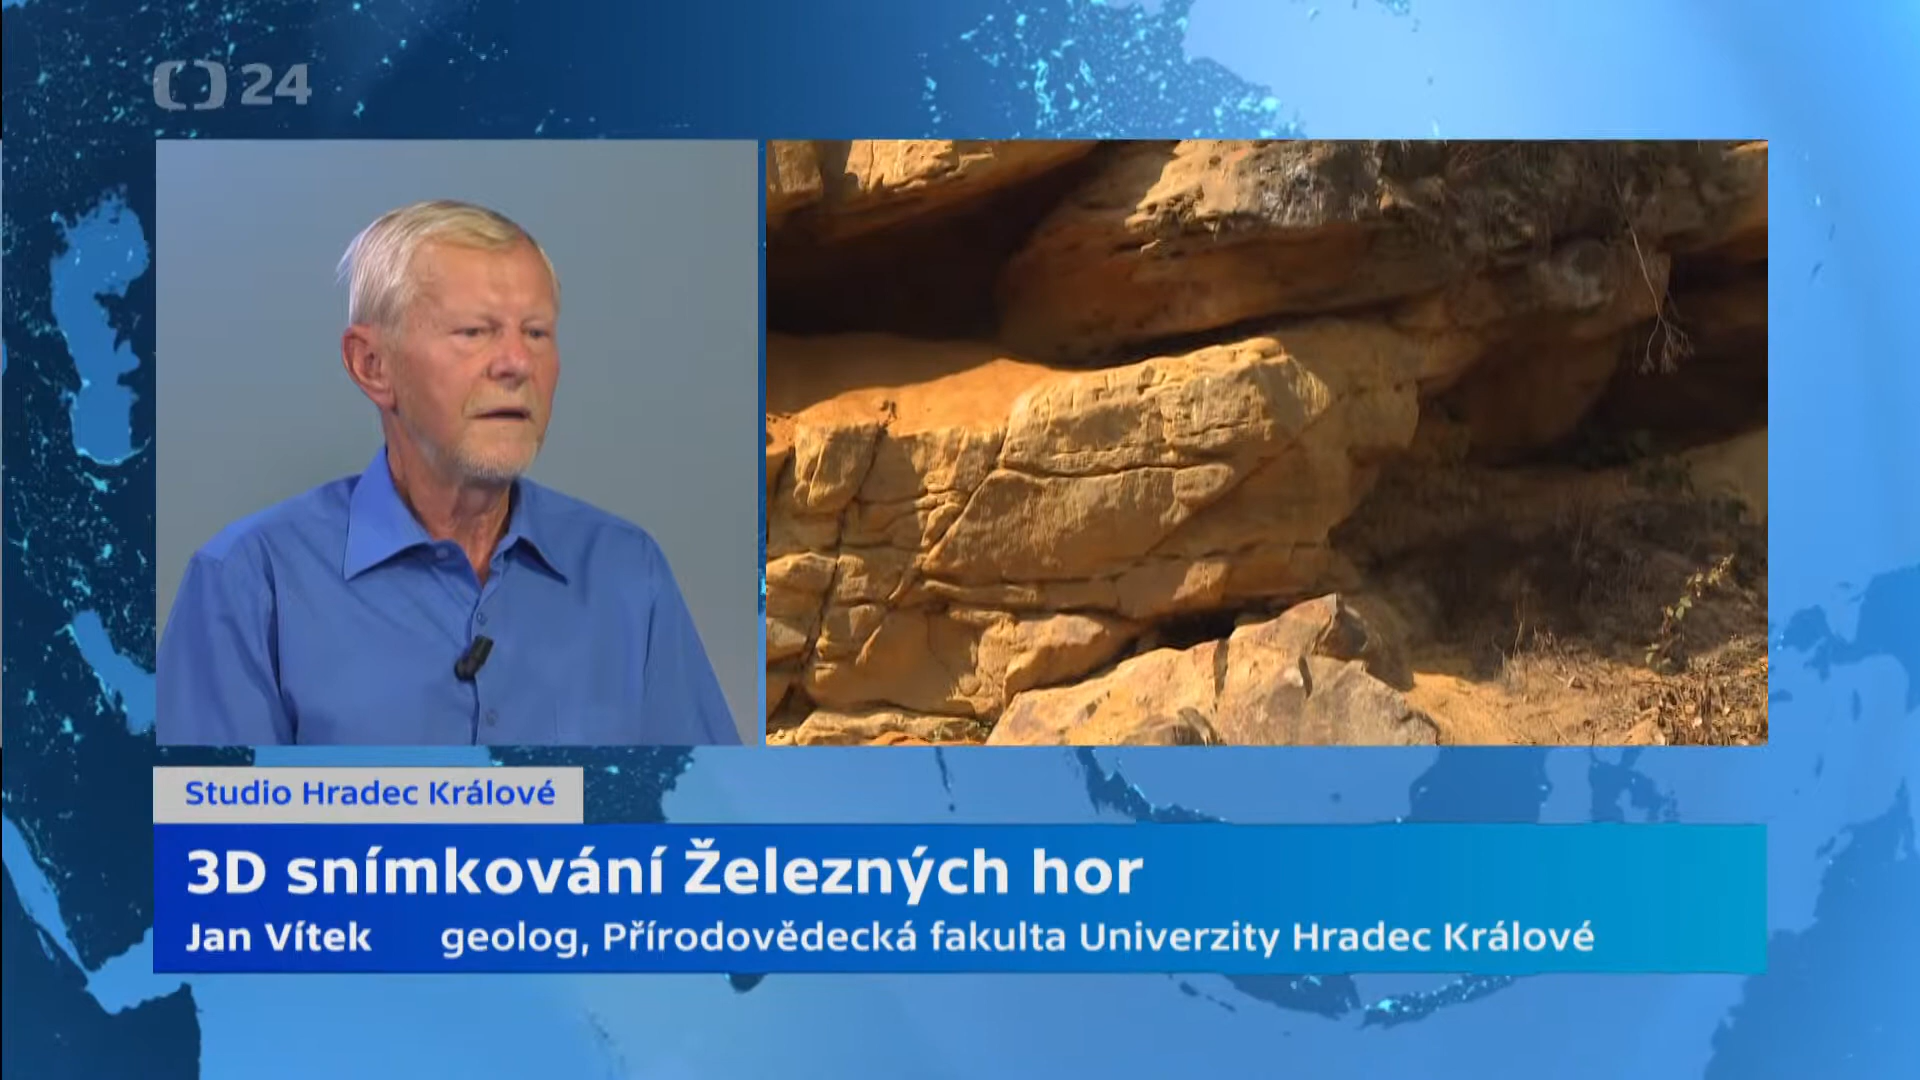 24
Studio Hradec Králové
3D snímkování Železných hor
Jan Vítek geolog, Přírodovědecká fakulta Univerzity Hradec Králové